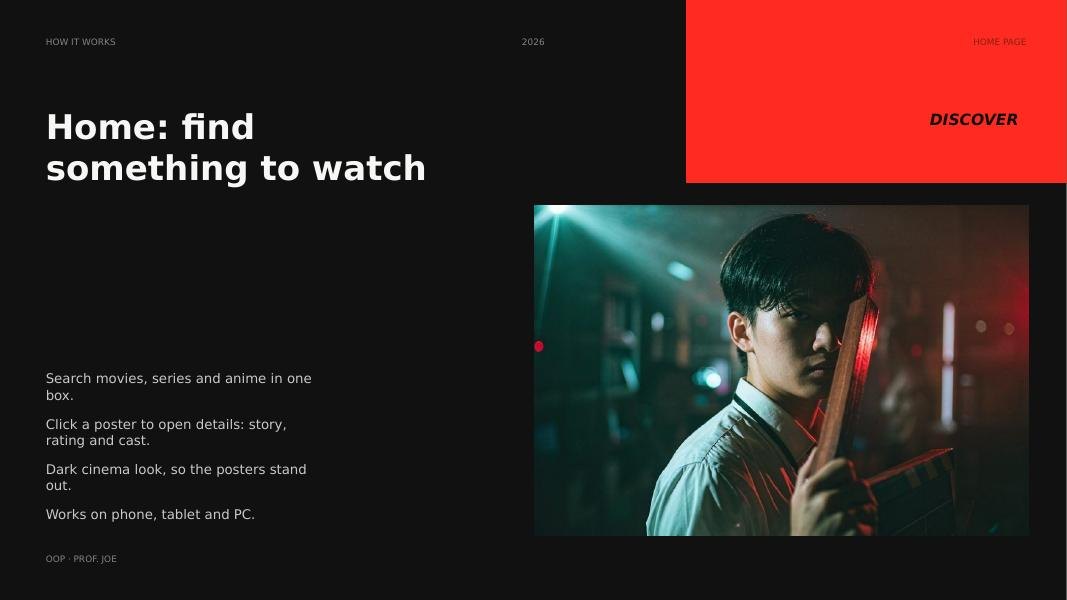 HOW IT WORKS
2026
HOME PAGE
DISCOVER
Home: find
something to watch
Search movies, series and anime in one
box.
Click a poster to open details: story,
rating and cast.
Dark cinema look, so the posters stand
out.
Works on phone, tablet and PC.
OOP · PROF. JOE